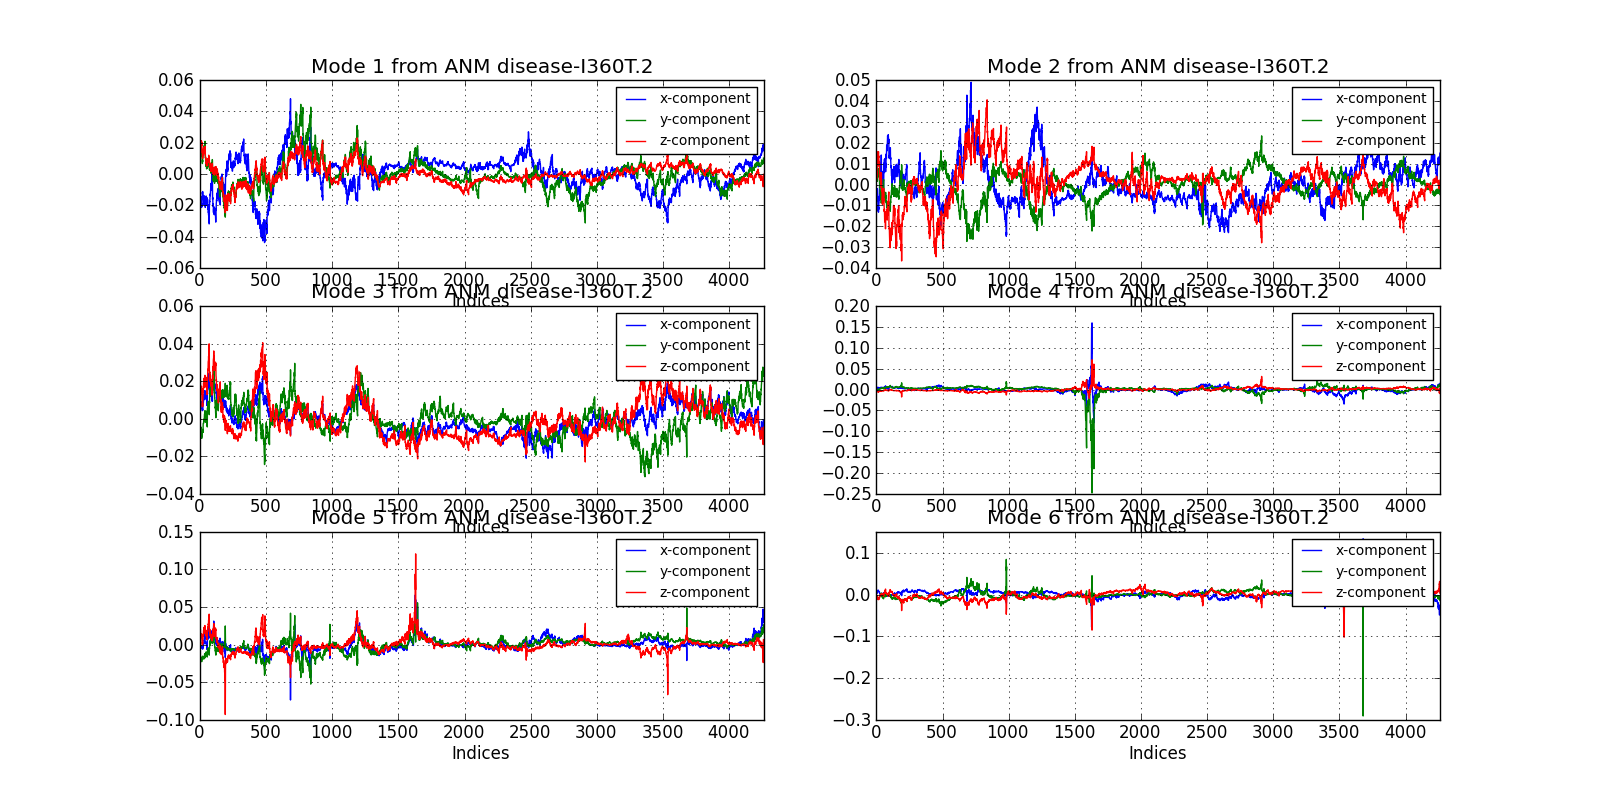 Mode 1 from ANM disease-I360T.2
0.06
0.04
0.02
0.00
−0.02
−0.04
−0.06
x-component
y-component
z-component
0 500 1000 1500 2000 2500 3000 3500 4000
Indices
Mode 2 from ANM disease-I360T.2
0.05
0.04
0.03
0.02
0.01
0.00
−0.01
−0.02
−0.03
−0.04
x-component
y-component
z-component
0 500 1000 1500 2000 2500 3000 3500 4000
Indices
Mode 3 from ANM disease-I360T.2
0.06
0.04
0.02
0.00
−0.02
−0.04
x-component
y-component
z-component
0 500 1000 1500 2000 2500 3000 3500 4000
Indices
Mode 4 from ANM disease-I360T.2
0.20
0.15
0.10
0.05
0.00
−0.05
−0.10
−0.15
−0.20
−0.25
x-component
y-component
z-component
0 500 1000 1500 2000 2500 3000 3500 4000
Indices
Mode 5 from ANM disease-I360T.2
0.15
0.10
0.05
0.00
−0.05
−0.10
x-component
y-component
z-component
0 500 1000 1500 2000 2500 3000 3500 4000
Indices
Mode 6 from ANM disease-I360T.2
0.1
0.0
−0.1
−0.2
−0.3
x-component
y-component
z-component
0 500 1000 1500 2000 2500 3000 3500 4000
Indices